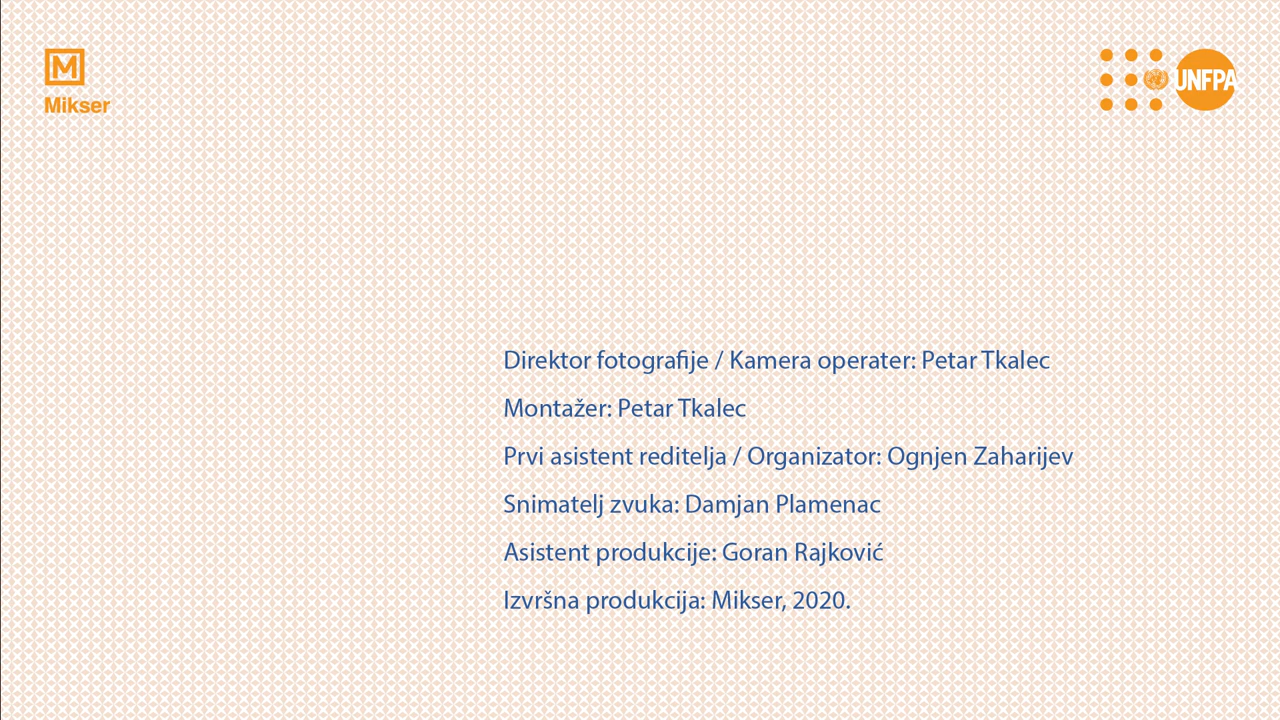 M
Mikser
UNFPA
Direktor fotografije / Kamera operater: Petar Tkalec
Montažer: Petar Tkalec
Prvi asistent reditelja / Organizator: Ognjen Zaharijev
Snimatelj zvuka: Damjan Plamenac
Asistent produkcije: Goran Rajković
Izvršna produkcija: Mikser, 2020.